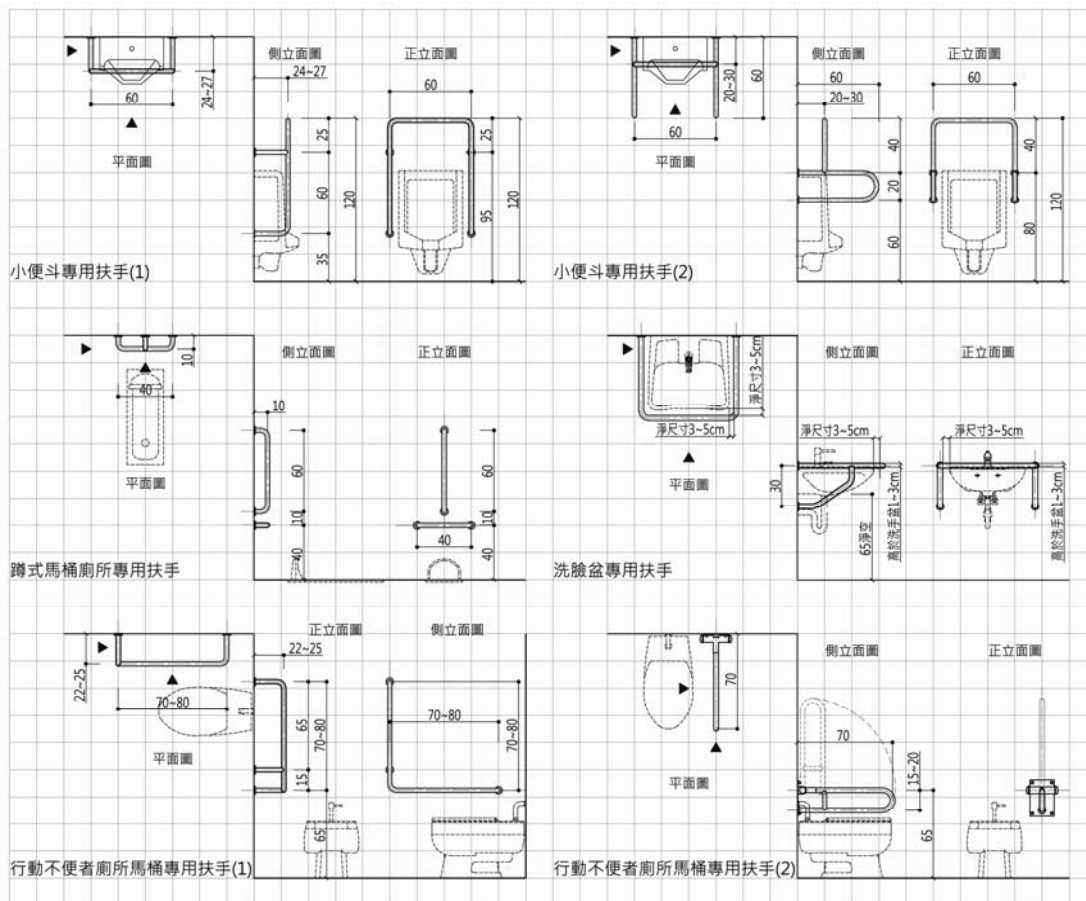 側立面圖
正立面圖
24~27
60
24~27
60
平面圖
25
60
35
120
25
95
120
小便斗專用扶手(1)
側立面圖
正立面圖
20~30
60
60
20~30
60
60
平面圖
40
20
60
40
80
120
小便斗專用扶手(2)
側立面圖
正立面圖
10
40
10
平面圖
60
10
40
60
10
40
40
蹲式馬桶廁所專用扶手
側立面圖
正立面圖
淨尺寸3~5cm
淨尺寸3~5cm
平面圖
淨尺寸3~5cm
淨尺寸3~5cm
30
65淨空
高於洗手盆1~3cm
高於洗手盆1~3cm
洗臉盆專用扶手
正立面圖
側立面圖
22~25
22~25
70~80
平面圖
65
15
70~80
65
70~80
70~80
行動不便者廁所馬桶專用扶手(1)
側立面圖
正立面圖
70
平面圖
70
15~20
65
行動不便者廁所馬桶專用扶手(2)